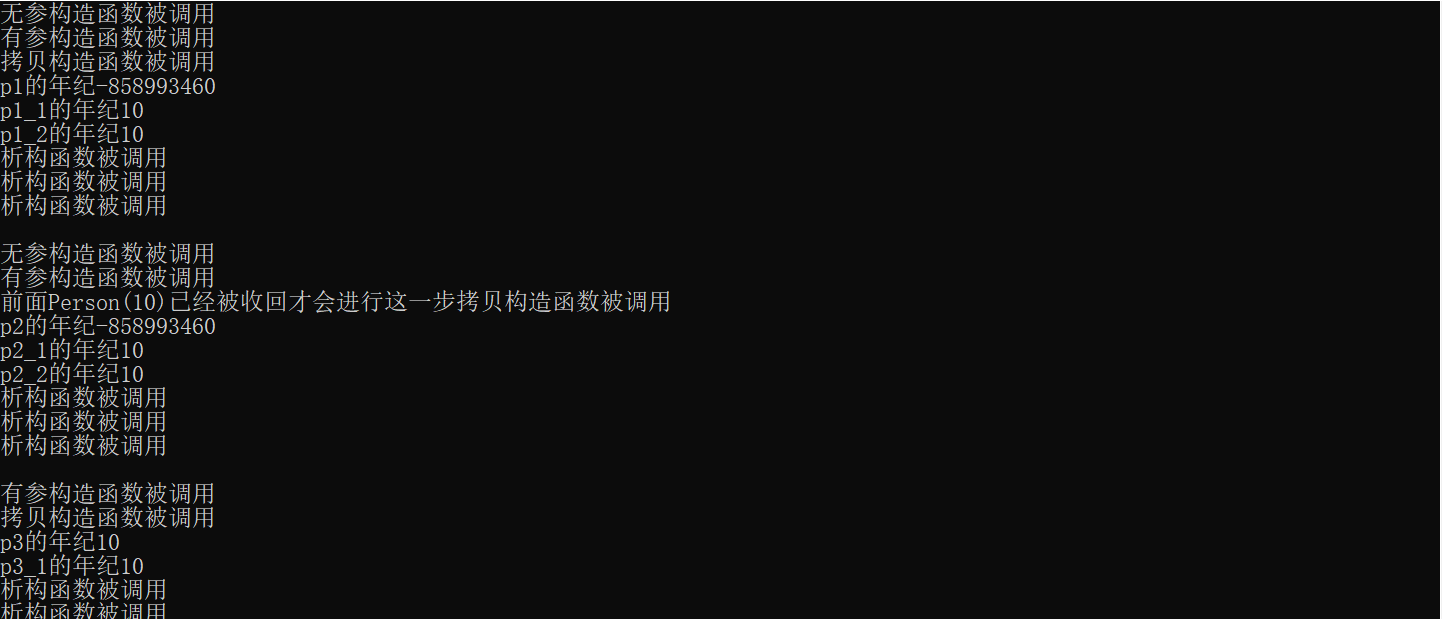 无参构造函数被调用
有参构造函数被调用
拷贝构造函数被调用
p1的年纪-858993460
p1_1的年纪10
p1_2的年纪10
析构函数被调用
析构函数被调用
析构函数被调用
无参构造函数被调用
有参构造函数被调用
前面Person(10)已经被收回才会进行这一步拷贝构造函数被调用
p2的年纪-858993460
p2_1的年纪10
p2_2的年纪10
析构函数被调用
析构函数被调用
析构函数被调用
有参构造函数被调用
拷贝构造函数被调用
p3的年纪10
p3_1的年纪10
析构函数被调用
析构函数被调用